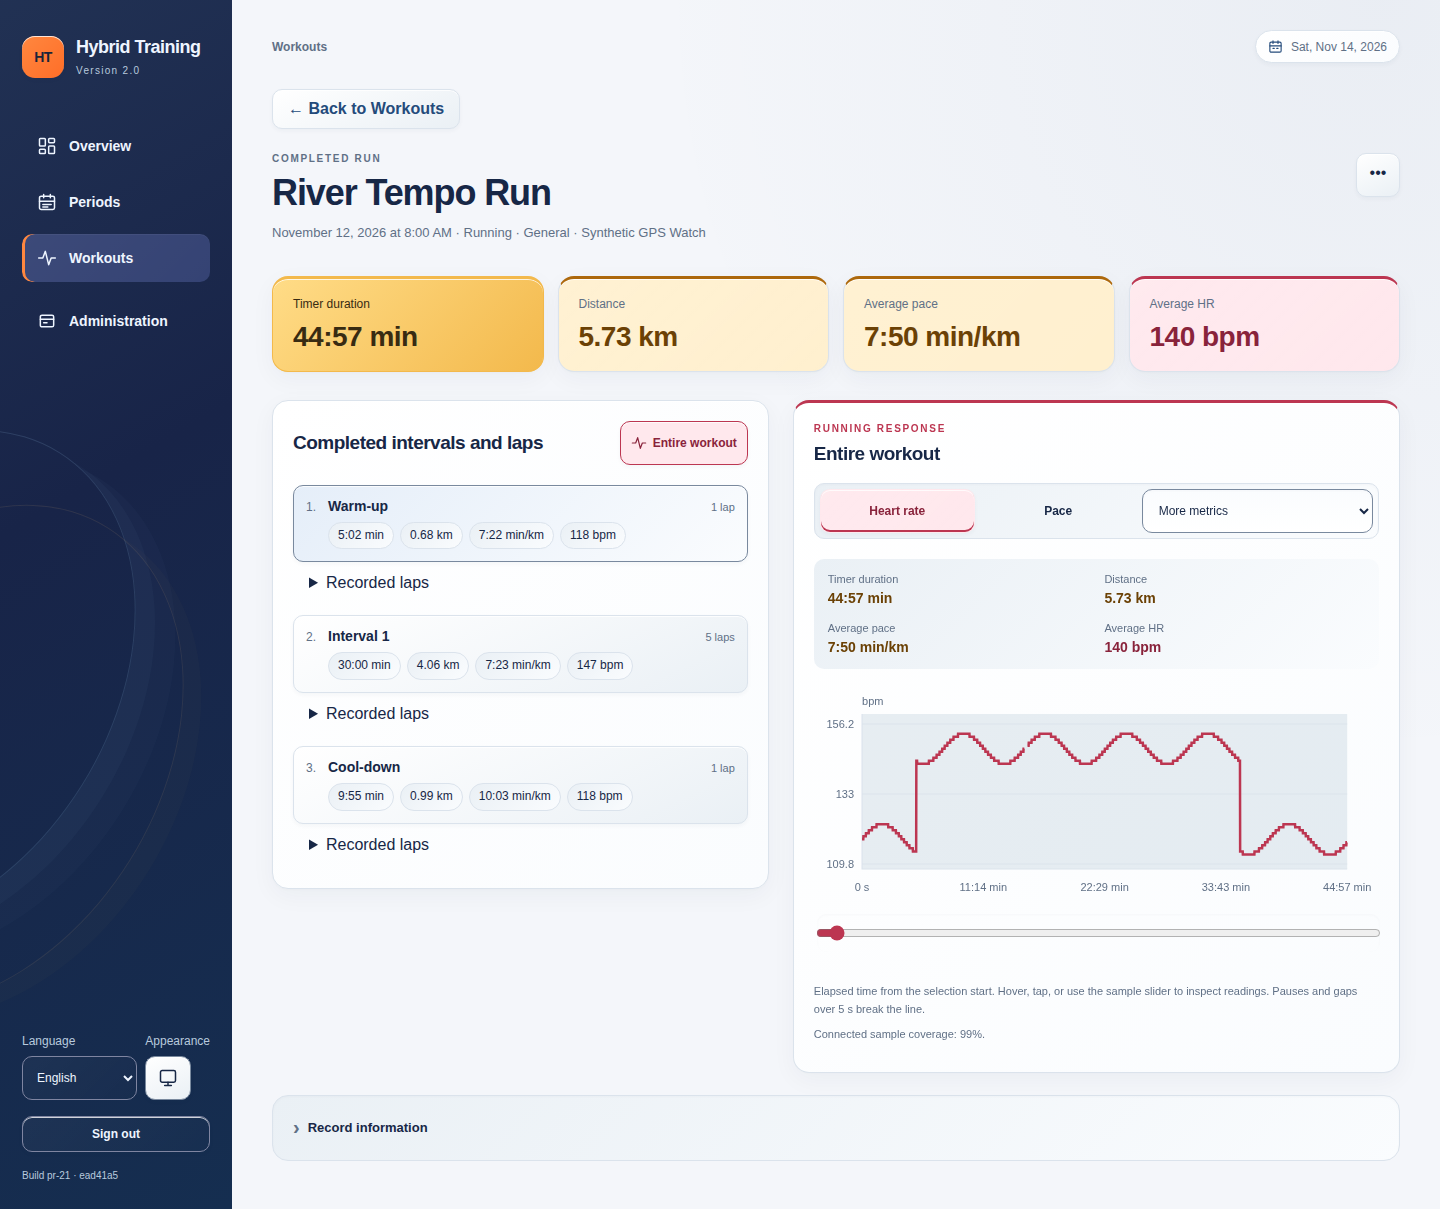 HT
Hybrid Training
Version 2.0
Overview
Periods
Workouts
Administration
Language
Appearance
English
Sign out
Build pr-21 · ead41a5
Workouts
Sat, Nov 14, 2026
← Back to Workouts
COMPLETED RUN
River Tempo Run
•••
November 12, 2026 at 8:00 AM · Running · General · Synthetic GPS Watch
Timer duration
44:57 min
Distance
5.73 km
Average pace
7:50 min/km
Average HR
140 bpm
Completed intervals and laps
Entire workout
1. Warm-up 1 lap
5:02 min 0.68 km 7:22 min/km 118 bpm
Recorded laps
2. Interval 1 5 laps
30:00 min 4.06 km 7:23 min/km 147 bpm
Recorded laps
3. Cool-down 1 lap
9:55 min 0.99 km 10:03 min/km 118 bpm
Recorded laps
RUNNING RESPONSE
Entire workout
Heart rate Pace More metrics
Timer duration Distance
44:57 min 5.73 km
Average pace Average HR
7:50 min/km 140 bpm
bpm
156.2
133
109.8
0 s 11:14 min 22:29 min 33:43 min 44:57 min
Elapsed time from the selection start. Hover, tap, or use the sample slider to inspect readings. Pauses and gaps
over 5 s break the line.
Connected sample coverage: 99%.
› Record information